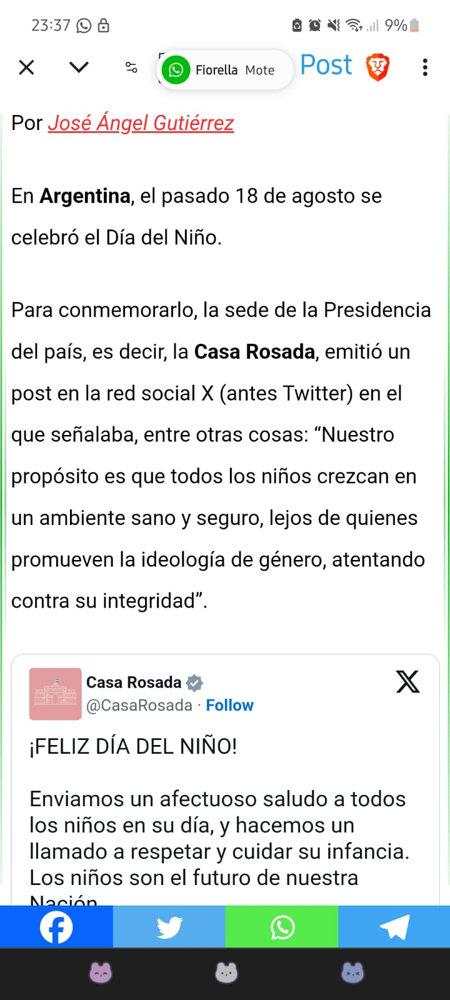 23:37 9%
Fiorella Mote Post
Por José Ángel Gutiérrez
En Argentina, el pasado 18 de agosto se
celebró el Día del Niño.
Para conmemorarlo, la sede de la Presidencia
del país, es decir, la Casa Rosada, emitió un
post en la red social X (antes Twitter) en el
que señalaba, entre otras cosas: “Nuestro
propósito es que todos los niños crezcan en
un ambiente sano y seguro, lejos de quienes
promueven la ideología de género, atentando
contra su integridad”.
Casa Rosada
@CasaRosada · Follow
¡FELIZ DÍA DEL NIÑO!
Enviamos un afectuoso saludo a todos
los niños en su día, y hacemos un
llamado a respetar y cuidar su infancia.
Los niños son el futuro de nuestra
Nación